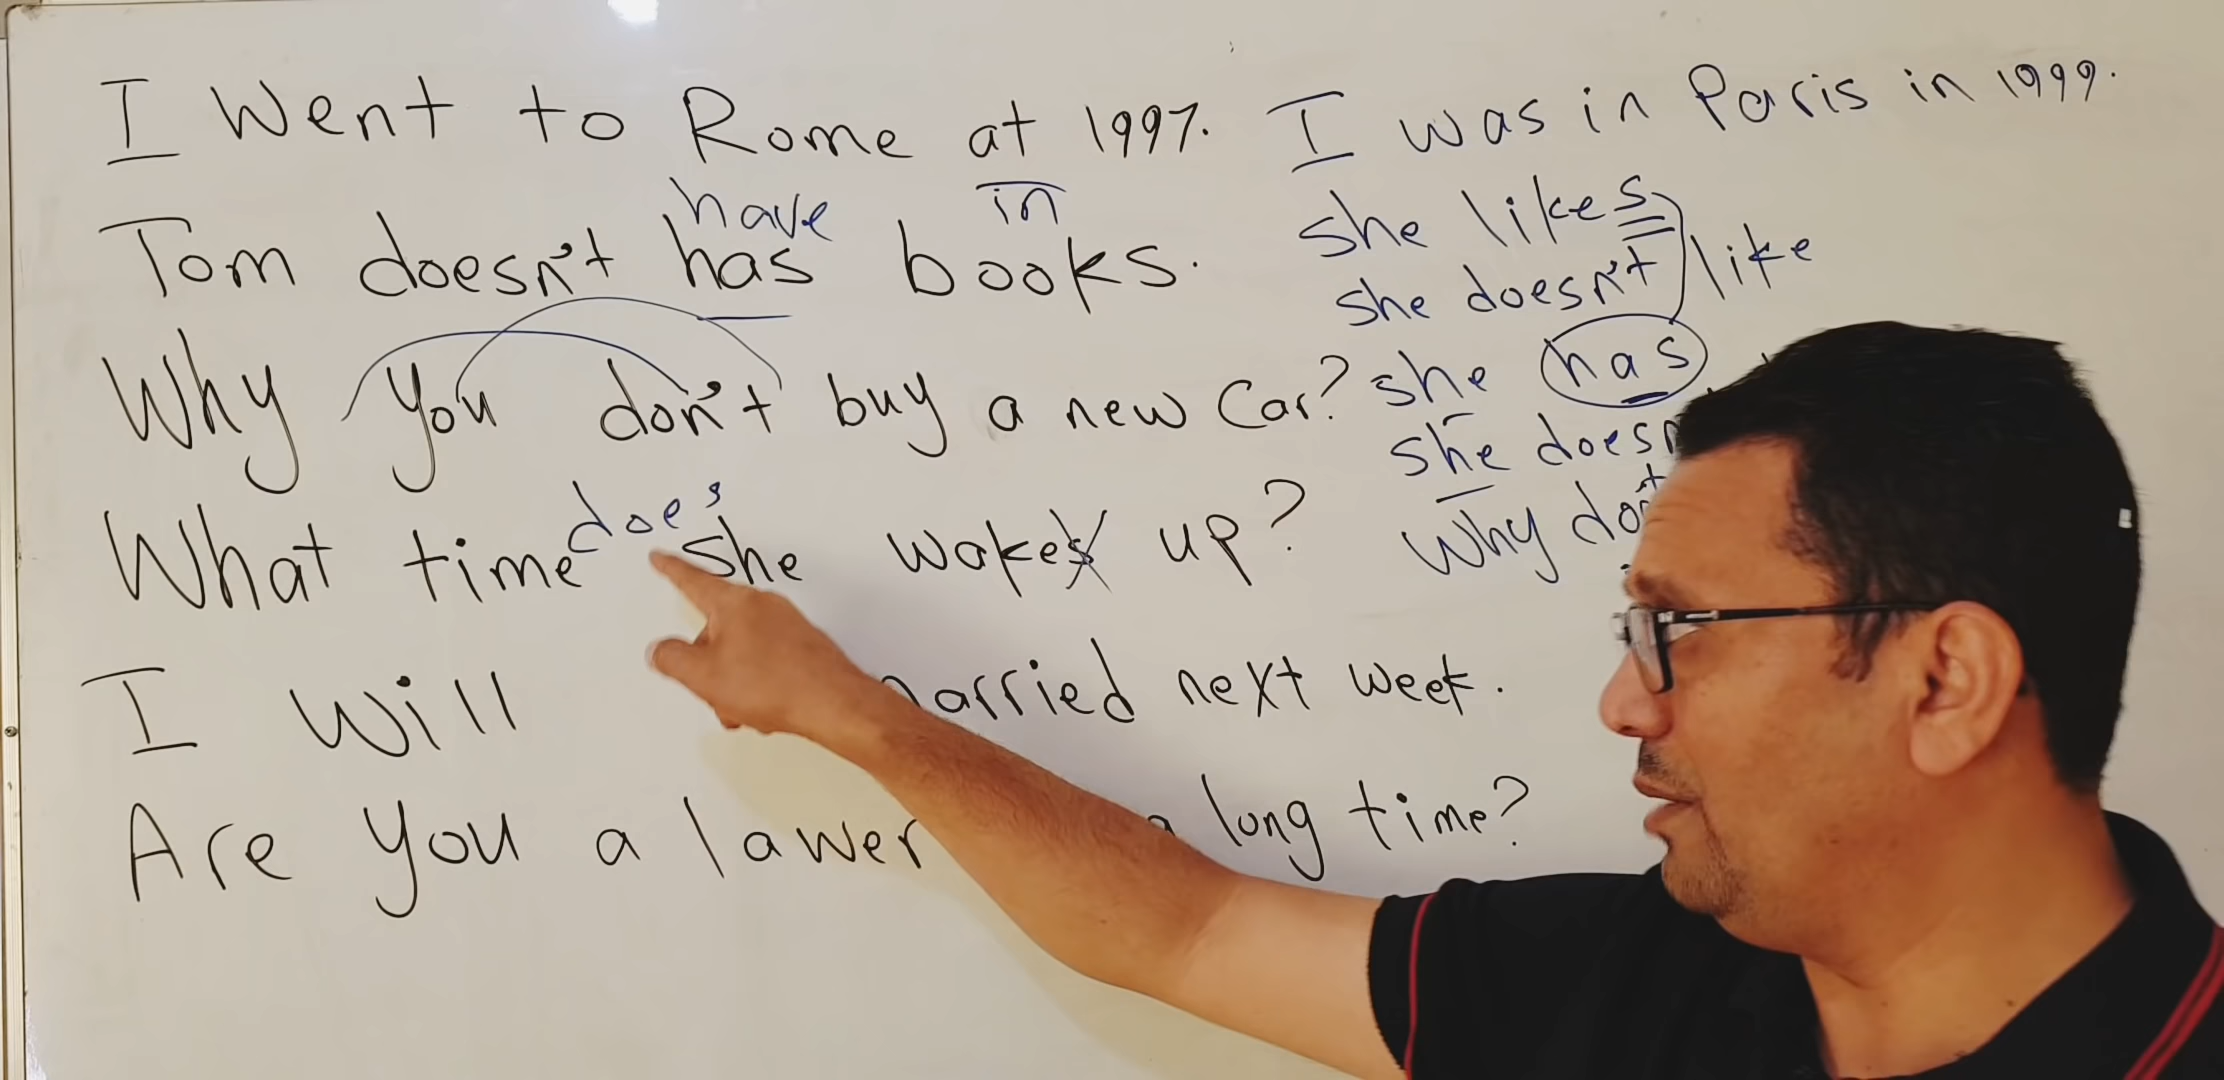 I Went to Rome at 1997. I was in Paris in 1999.
in
have
Tom doesn't has books. she likes
she doesn't like
Why you don't buy a new Car? she has
she does
does
What time she wakes up? Why don't
I will married next week.
Are you a lawer a long time?